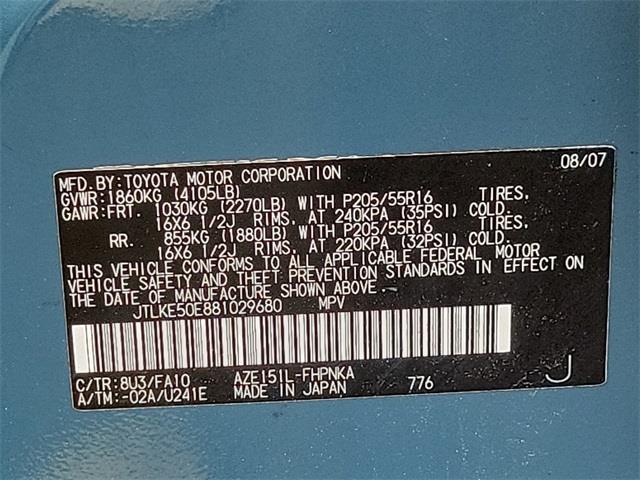 MFD.BY:TOYOTA MOTOR CORPORATION 08/07
GVWR:1860KG (4105LB)
GAWR:FRT. 1030KG (2270LB) WITH P205/55R16 TIRES,
16X6 1/2J RIMS, AT 240KPA (35PSI) COLD.
RR. 855KG (1880LB) WITH P205/55R16 TIRES,
16X6 1/2J RIMS, AT 220KPA (32PSI) COLD.
THIS VEHICLE CONFORMS TO ALL APPLICABLE FEDERAL MOTOR
VEHICLE SAFETY AND THEFT PREVENTION STANDARDS IN EFFECT ON
THE DATE OF MANUFACTURE SHOWN ABOVE.
JTLKE50E881029680 MPV
C/TR:8U3/FA10 AZE151L-FHPNKA J
A/TM:-02A/U241E MADE IN JAPAN 776